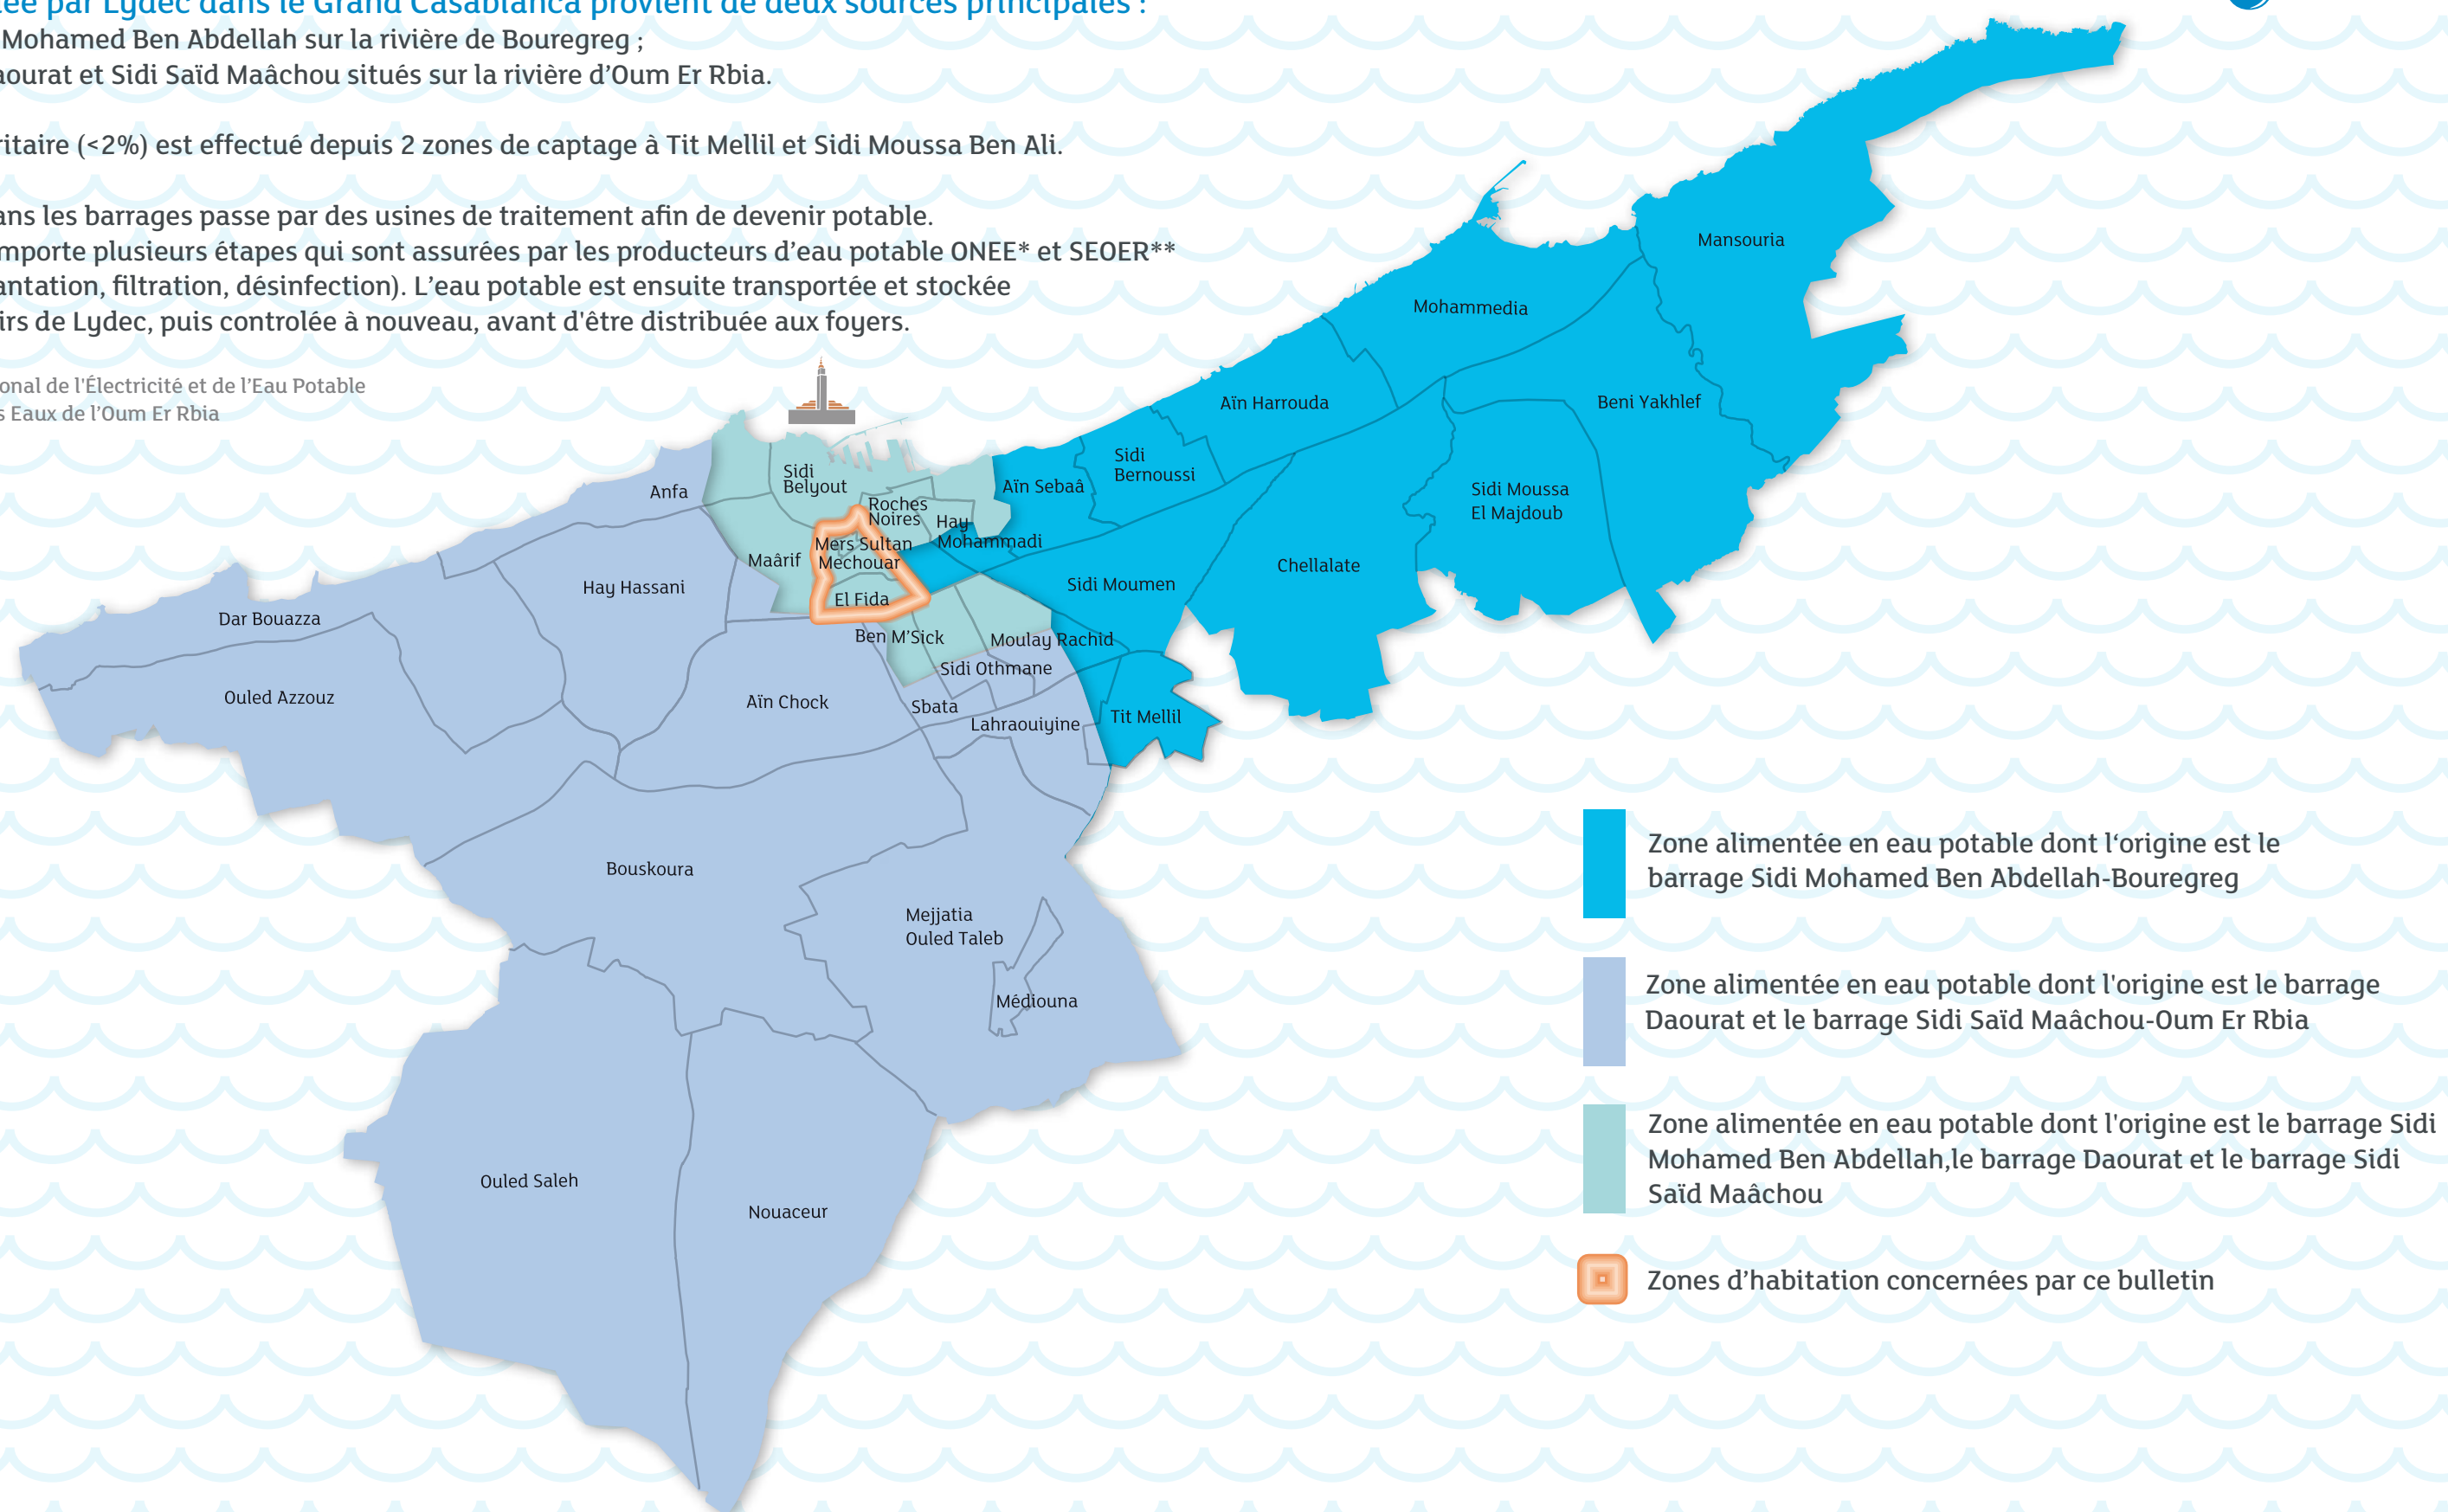 par Lydec dans le Grand Casablanca provient de deux sources principales :
Mohamed Ben Abdellah sur la rivière de Bouregreg ;
et Sidi Saïd Maâchou situés sur la rivière d’Oum Er Rbia.
(<2%) est effectué depuis 2 zones de captage à Tit Mellil et Sidi Moussa Ben Ali.
les barrages passe par des usines de traitement afin de devenir potable.
plusieurs étapes qui sont assurées par les producteurs d’eau potable ONEE* et SEOER**
filtration, désinfection). L’eau potable est ensuite transportée et stockée
de Lydec, puis controlée à nouveau, avant d'être distribuée aux foyers.
de l'Électricité et de l’Eau Potable
Eaux de l’Oum Er Rbia
Mansouria
Mohammedia
Aïn Harrouda
Beni Yakhlef
Sidi
Bernoussi
Aïn Sebaâ
Sidi Moussa
El Majdoub
Sidi
Belyout
Anfa
Roches
Noires
Hay
Mohammadi
Mers Sultan
Mechouar
Maârif
El Fida
Chellalate
Sidi Moumen
Hay Hassani
Dar Bouazza
Ben M’Sick
Moulay Rachid
Sidi Othmane
Ouled Azzouz
Aïn Chock
Sbata
Lahraouiyine
Tit Mellil
Bouskoura
Mejjatia
Ouled Taleb
Médiouna
Ouled Saleh
Nouaceur
Zone alimentée en eau potable dont l‘origine est le
barrage Sidi Mohamed Ben Abdellah-Bouregreg
Zone alimentée en eau potable dont l'origine est le barrage
Daourat et le barrage Sidi Saïd Maâchou-Oum Er Rbia
Zone alimentée en eau potable dont l'origine est le barrage Sidi
Mohamed Ben Abdellah,le barrage Daourat et le barrage Sidi
Saïd Maâchou
Zones d’habitation concernées par ce bulletin